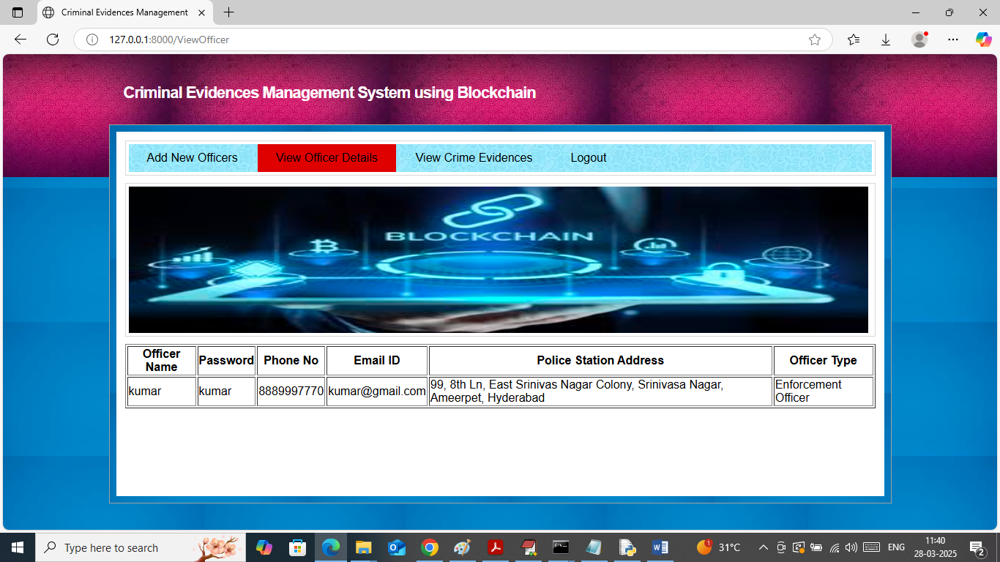 Criminal Evidences Management
127.0.0.1:8000/ViewOfficer
Criminal Evidences Management System using Blockchain
Add New Officers View Officer Details View Crime Evidences Logout
BLOCKCHAIN
Officer Name Password Phone No Email ID Police Station Address Officer Type
kumar kumar 8889997770 kumar@gmail.com 99, 8th Ln, East Srinivas Nagar Colony, Srinivasa Nagar, Ameerpet, Hyderabad Enforcement Officer
Type here to search
1
31°C
ENG
11:40
28-03-2025
2